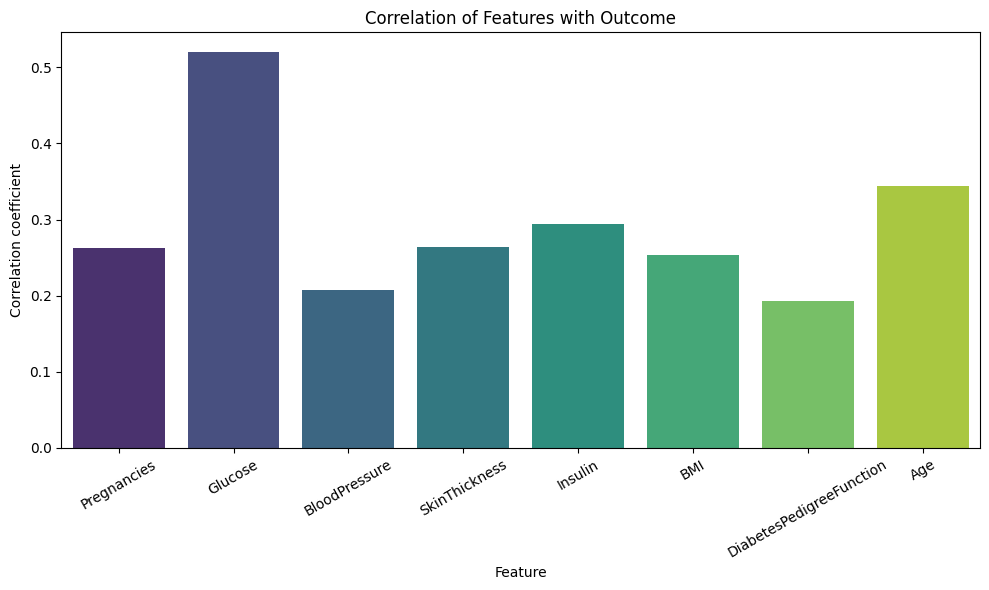 Correlation of Features with Outcome
Correlation coefficient
0.5
0.4
0.3
0.2
0.1
0.0
Pregnancies
Glucose
BloodPressure
SkinThickness
Insulin
BMI
DiabetesPedigreeFunction
Age
Feature